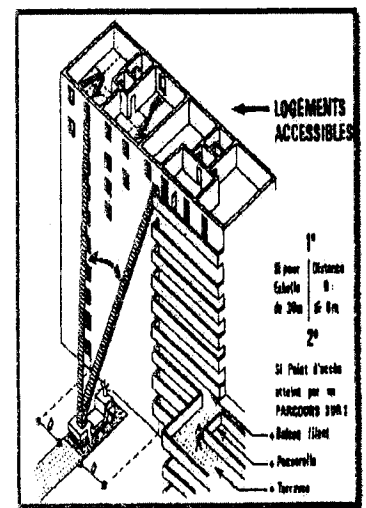 LOGEMENTS
ACCESSIBLES
1°
Si pour Distance
Echelle D :
de 30m di 8m
2°
SI Point d'accès
atteint par un
PARCOURS SUR :
Balcon filant
Passerelle
Terrasse